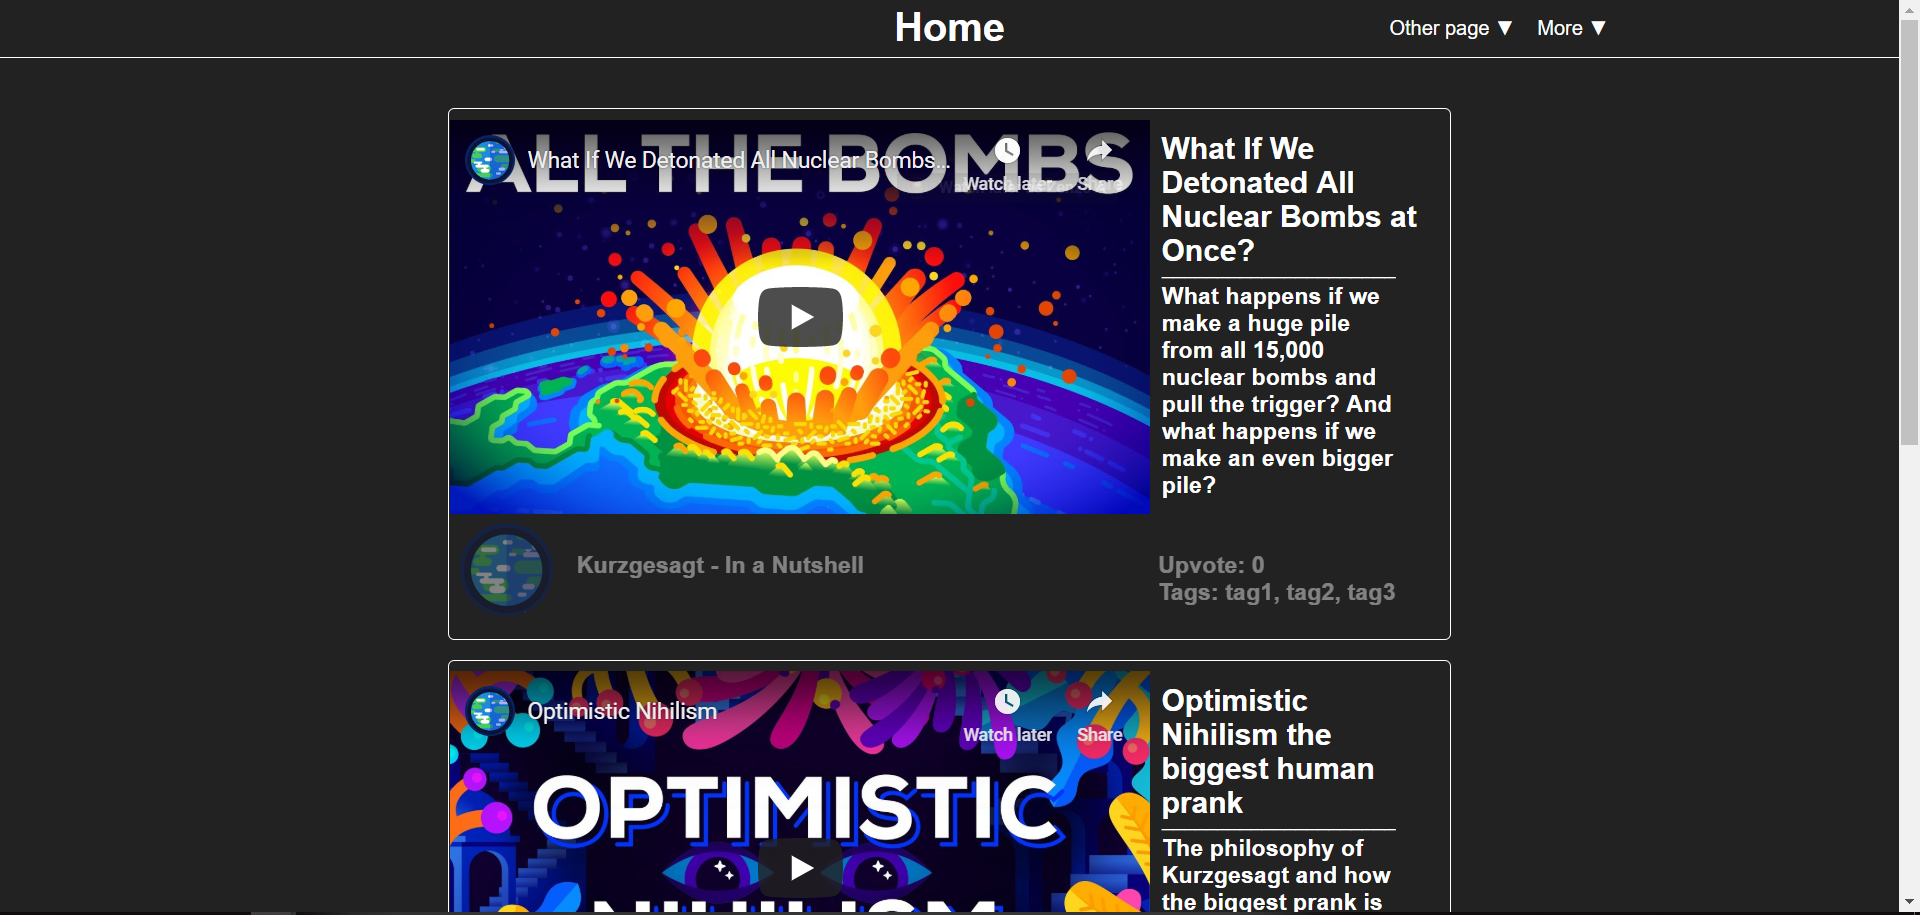 Home
Other page ▼
More ▼
ALL THE BOMBS
What If We Detonated All Nuclear Bombs...
Watch later
Share
What If We
Detonated All
Nuclear Bombs at
Once?
What happens if we
make a huge pile
from all 15,000
nuclear bombs and
pull the trigger? And
what happens if we
make an even bigger
pile?
Kurzgesagt - In a Nutshell
Upvote: 0
Tags: tag1, tag2, tag3
Optimistic Nihilism
Watch later
Share
OPTIMISTIC
NIHILISM
Optimistic
Nihilism the
biggest human
prank
The philosophy of
Kurzgesagt and how
the biggest prank is